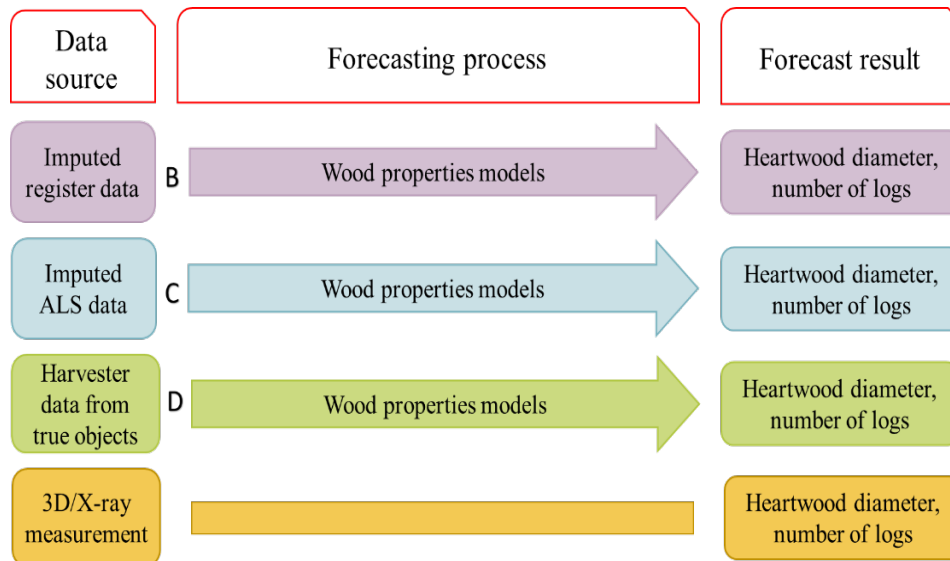 Data
source
Forecasting process
Forecast result
Imputed
register data
B
Wood properties models
Heartwood diameter,
number of logs
Imputed
ALS data
C
Wood properties models
Heartwood diameter,
number of logs
Harvester
data from
true objects
D
Wood properties models
Heartwood diameter,
number of logs
3D/X-ray
measurement
Heartwood diameter,
number of logs